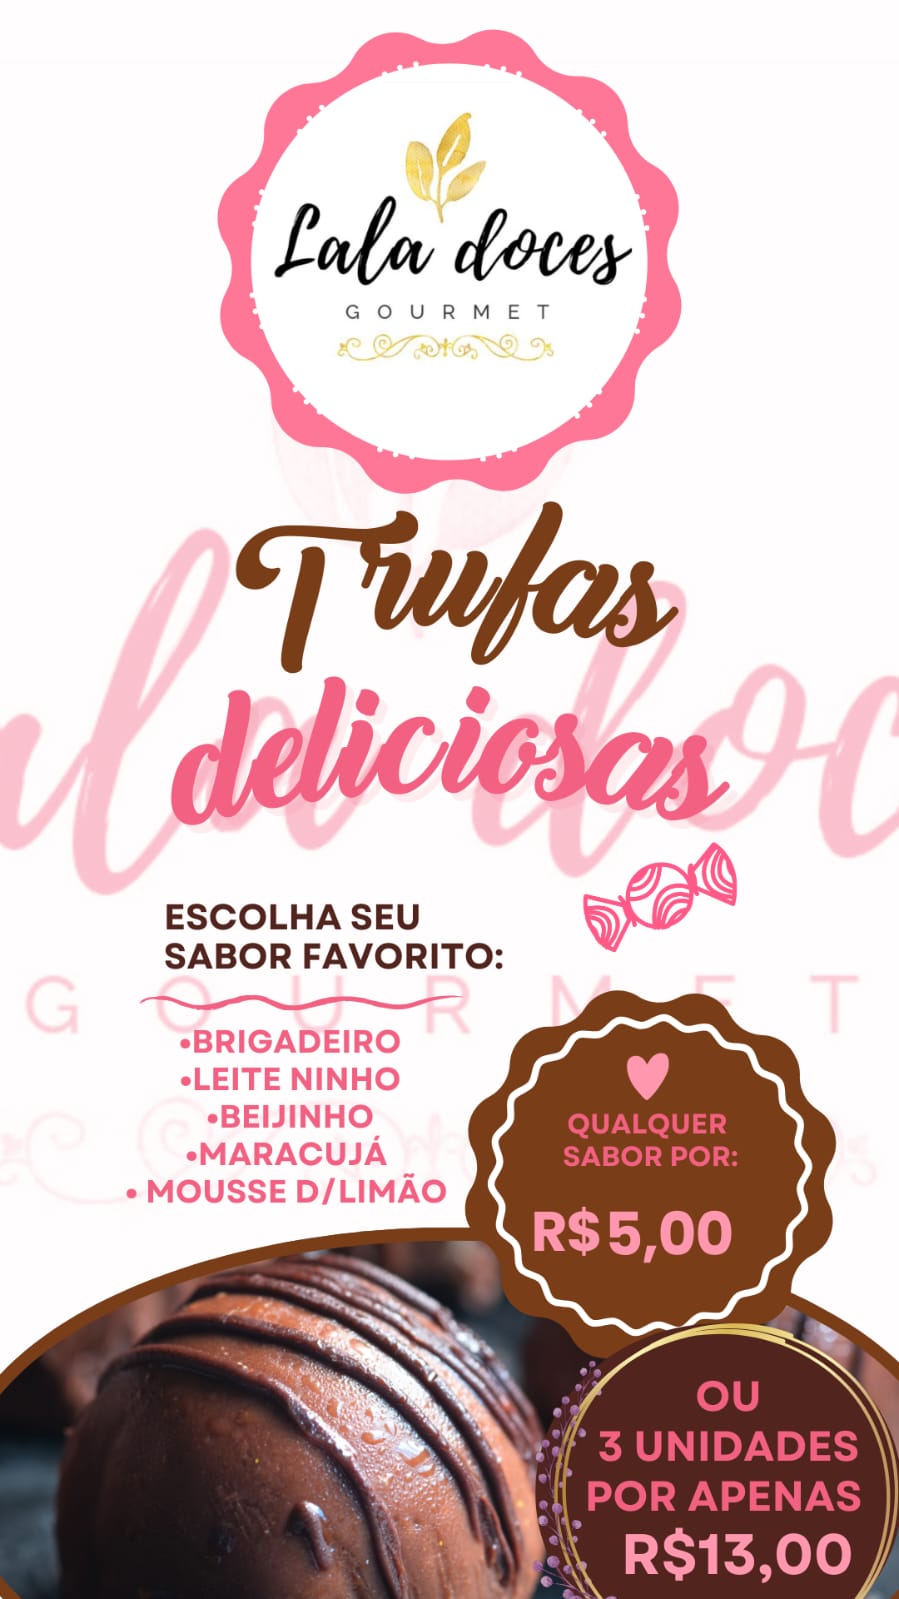 Lala doces
GOURMET
Trufas
deliciosas
ESCOLHA SEU
SABOR FAVORITO:
•BRIGADEIRO
•LEITE NINHO
•BEIJINHO
•MARACUJÁ
• MOUSSE D/LIMÃO
QUALQUER
SABOR POR:
R$5,00
OU
3 UNIDADES
POR APENAS
R$13,00